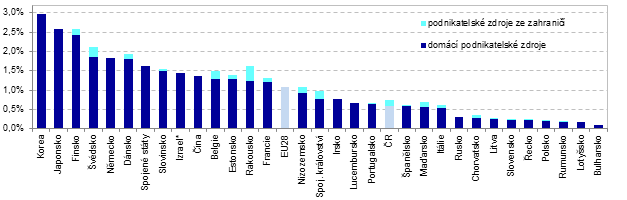 3,0%
2,5%
2,0%
1,5%
1,0%
0,5%
0,0%
podnikatelské zdroje ze zahraničí
domácí podnikatelské zdroje
Korea
Japonsko
Finsko
Švédsko
Německo
Dánsko
Spojené státy
Slovinsko
Izrael*
Čína
Belgie
Estonsko
Rakousko
Francie
EU28
Nizozemsko
Spoj. království
Irsko
Lucembursko
Portugalsko
ČR
Španělsko
Maďarsko
Itálie
Rusko
Chorvatsko
Litva
Slovensko
Řecko
Polsko
Rumunsko
Lotyšsko
Bulharsko